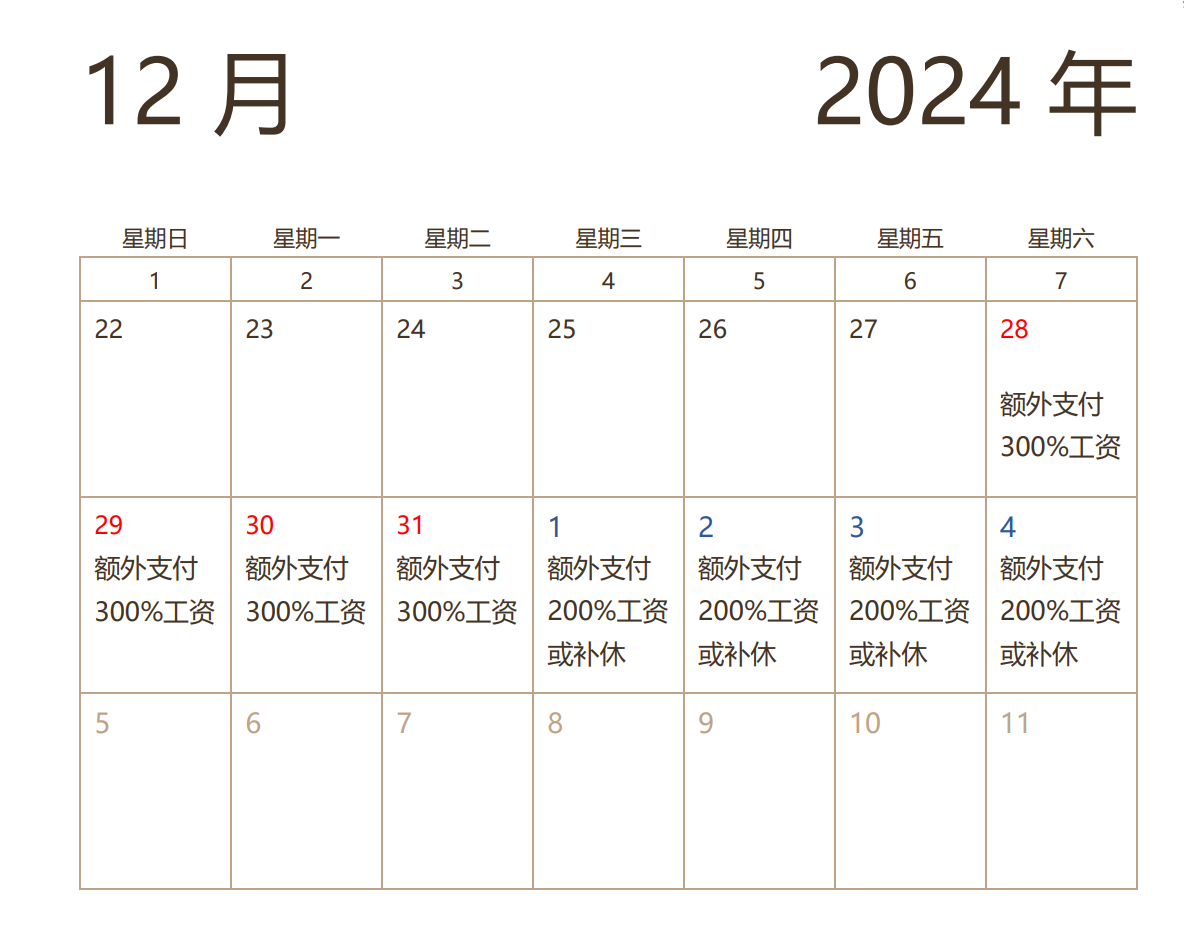 12 月 2024 年
星期日 星期一 星期二 星期三 星期四 星期五 星期六
1 2 3 4 5 6 7
22 23 24 25 26 27 28
额外支付
300%工资
29 30 31 1 2 3 4
额外支付 额外支付 额外支付 额外支付 额外支付 额外支付 额外支付
300%工资 300%工资 300%工资 200%工资 200%工资 200%工资 200%工资
或补休 或补休 或补休 或补休
5 6 7 8 9 10 11